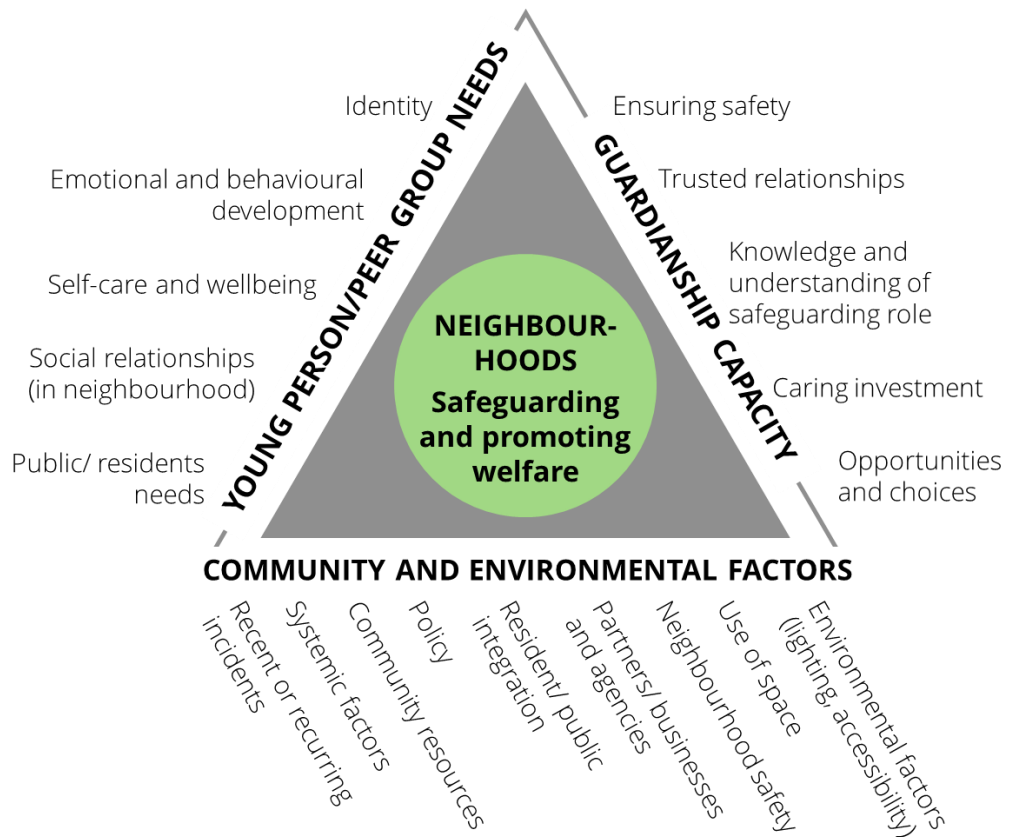 Identity
Emotional and behavioural
development
Self-care and wellbeing
Social relationships
(in neighbourhood)
Public/ residents
needs
YOUNG PERSON/PEER GROUP NEEDS
NEIGHBOUR-
HOODS
Safeguarding
and promoting
welfare
GUARDIANSHIP CAPACITY
Ensuring safety
Trusted relationships
Knowledge and
understanding of
safeguarding role
Caring investment
Opportunities
and choices
COMMUNITY AND ENVIRONMENTAL FACTORS
Recent or recurring
incidents
Systemic factors
Community resources
Policy
Resident/ public
integration
Partners/ businesses
and agencies
Neighbourhood safety
Use of space
Environmental factors
(lighting, accessibility)